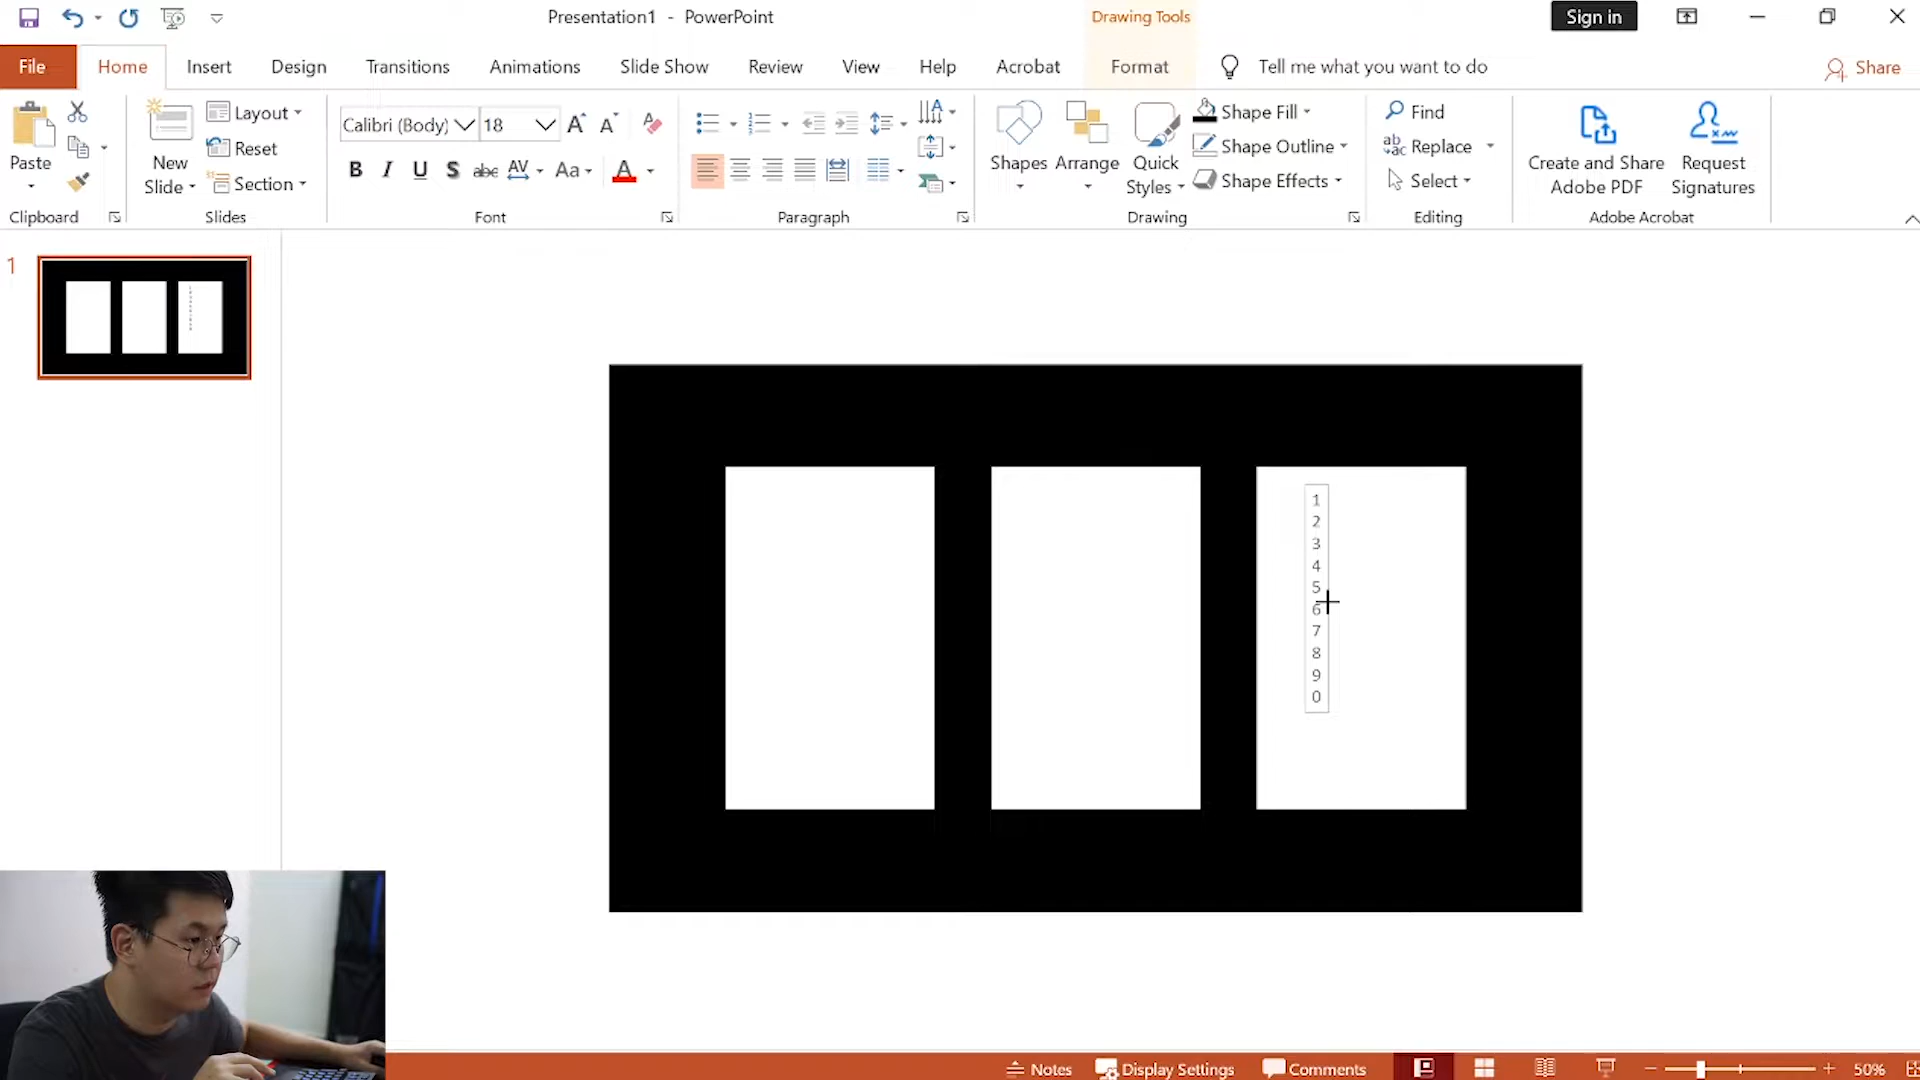 Presentation1 - PowerPoint
Drawing Tools
Sign in
File
Home
Insert
Design
Transitions
Animations
Slide Show
Review
View
Help
Acrobat
Format
Tell me what you want to do
Share
Paste
Clipboard
New
Slide
Layout
Reset
Section
Slides
Calibri (Body)
18
B
I
U
S
abc
AV
Aa
A
Font
Paragraph
Shapes
Arrange
Quick
Styles
Shape Fill
Shape Outline
Shape Effects
Drawing
Find
Replace
Select
Editing
Create and Share
Adobe PDF
Request
Signatures
Adobe Acrobat
1
1
2
3
4
5
6
7
8
9
0
Notes
Display Settings
Comments
50%